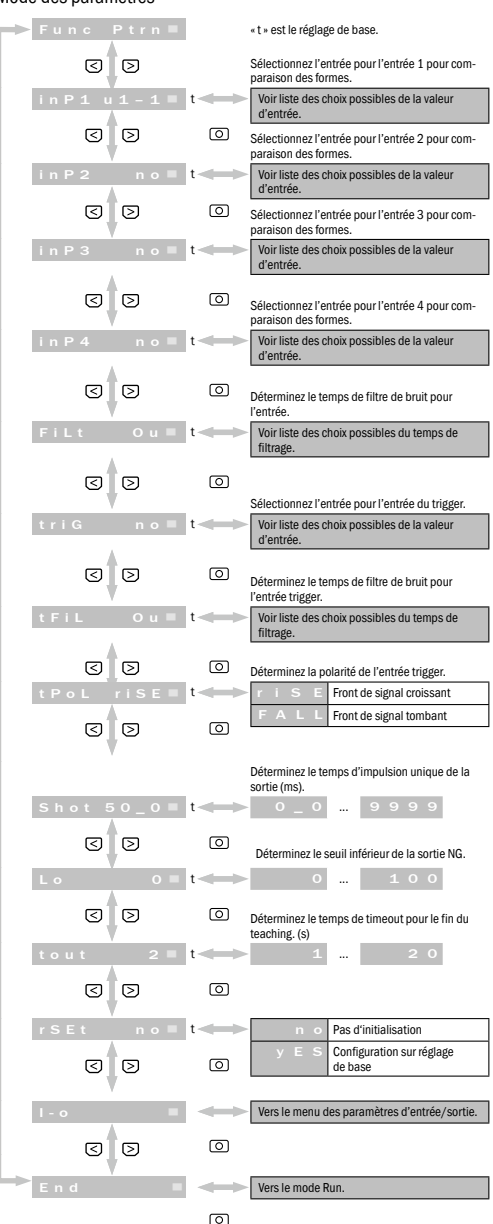 Mode des paramètres
Func Ptrn
« t » est le réglage de base.
< >
Sélectionnez l'entrée pour l'entrée 1 pour com-
paraison des formes.
inP1 u1-1 t
Voir liste des choix possibles de la valeur
d'entrée.
< >
Sélectionnez l'entrée pour l'entrée 2 pour com-
paraison des formes.
inP2 no t
Voir liste des choix possibles de la valeur
d'entrée.
< >
Sélectionnez l'entrée pour l'entrée 3 pour com-
paraison des formes.
inP3 no t
Voir liste des choix possibles de la valeur
d'entrée.
< >
Sélectionnez l'entrée pour l'entrée 4 pour com-
paraison des formes.
inP4 no t
Voir liste des choix possibles de la valeur
d'entrée.
< >
Déterminez le temps de filtre de bruit pour
l'entrée.
FiLt Ou t
Voir liste des choix possibles du temps de
filtrage.
< >
Sélectionnez l'entrée pour l'entrée du trigger.
triG no t
Voir liste des choix possibles de la valeur
d'entrée.
< >
Déterminez le temps de filtre de bruit pour
l'entrée trigger.
tFiL Ou t
Voir liste des choix possibles du temps de
filtrage.
< >
Déterminez la polarité de l'entrée trigger.
tPoL riSE t
riSE Front de signal croissant
FALL Front de signal tombant
< >
Déterminez le temps d'impulsion unique de la
sortie (ms).
Shot 50_0 t
0_0 ... 9999
< >
Déterminez le seuil inférieur de la sortie NG.
Lo 0 t
0 ... 100
< >
Déterminez le temps de timeout pour le fin du
teaching. (s)
tout 2 t
1 ... 20
< >
rSEt no t
no Pas d'initialisation
yES Configuration sur réglage
de base
< >
I-o
Vers le menu des paramètres d'entrée/sortie.
< >
End
Vers le mode Run.